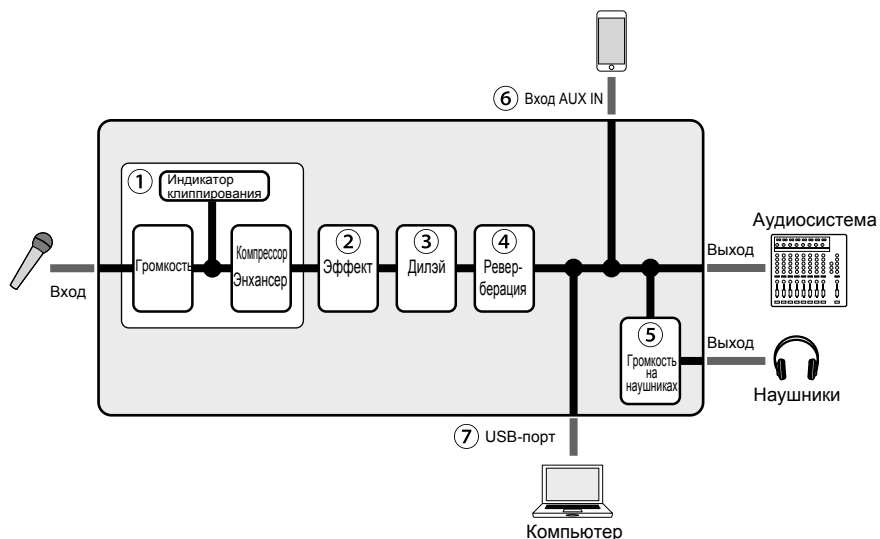 ⑥ Вход AUX IN
① Индикатор
клиппирования
Громкость
Компрессор
Энхансер
②
Эффект
③
Дилэй
④
Ревер-
берация
Вход
Аудиосистема
Выход
Выход
⑤
Громкость
на
наушниках
Наушники
⑦ USB-порт
Компьютер